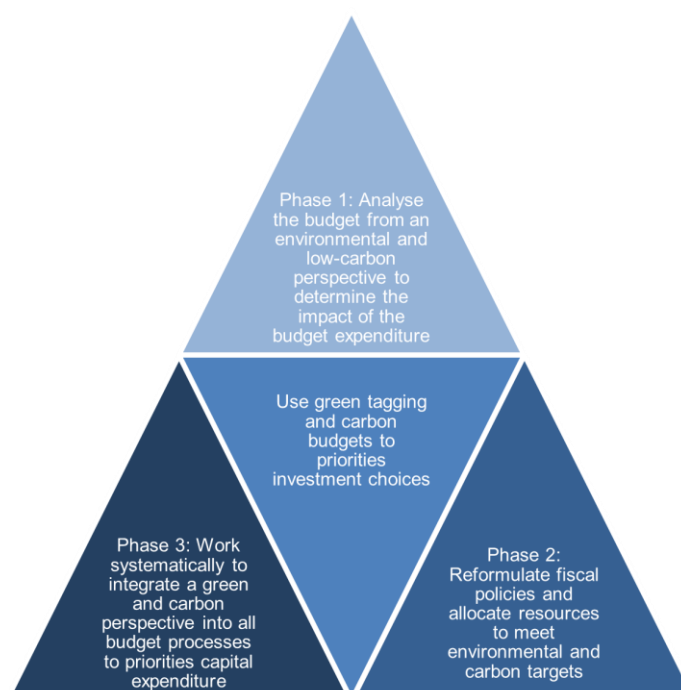 Phase 1: Analyse
the budget from an
environmental and
low-carbon
perspective to
determine the
impact of the
budget expenditure
Use green tagging
and carbon
budgets to
priorities
investment choices
Phase 3: Work
systematically to
integrate a green
and carbon
perspective into all
budget processes
to priorities capital
expenditure
Phase 2:
Reformulate fiscal
policies and
allocate resources
to meet
environmental and
carbon targets